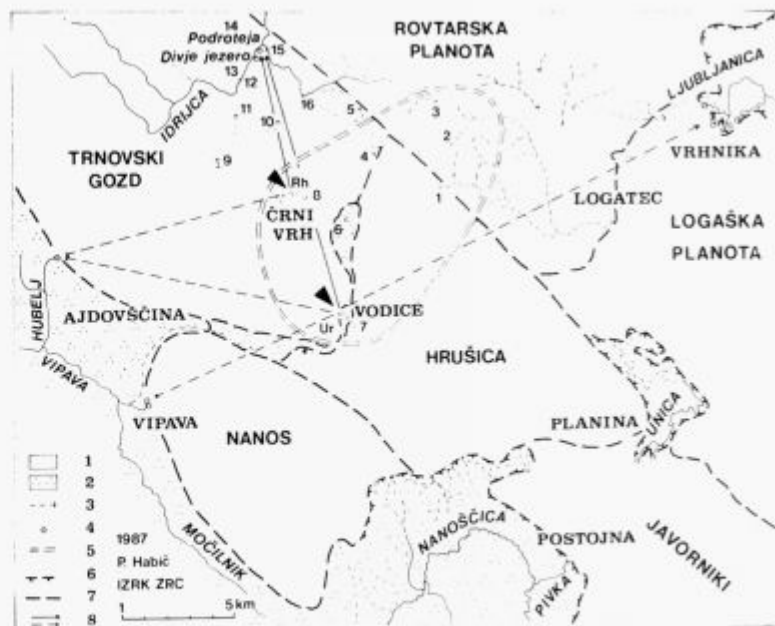 14
Podroteja
15
Divje jezero
13
12
16
11
10
IDRIJCA
ROVTARSKA
PLANOTA
LJUBLJANICA
5
3
2
VRHNIKA
TRNOVSKI
GOZD
9
4
Rh
8
1
LOGATEC
ČRNI
VRH
6
LOGAŠKA
PLANOTA
HUBELJ
AJDOVŠČINA
VODICE
Ur
7
HRUŠICA
VIPAVA
VIPAVA
NANOS
PLANINA
UNICA
MOČILNIK
NANOŠČICA
POSTOJNA
PIVKA
JAVORNIKI
1
2
3
4
5
6
7
8
1987
P. Habič
IZRK ZRC
1
5 km